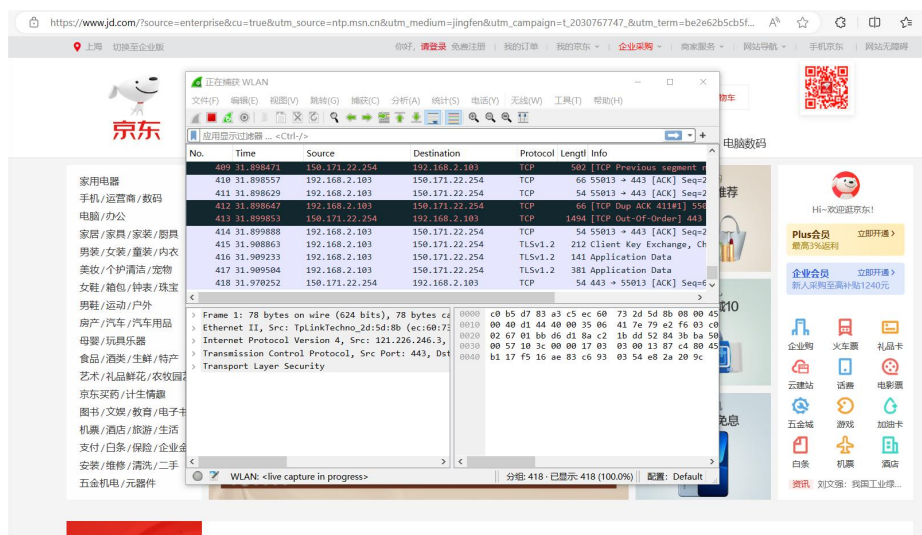 https://www.jd.com/?source=enterprise&cu=true&utm_source=ntp.msn.cn&utm_medium=jingfen&utm_campaign=t_2030767747_&utm_term=be2e62b5cb5f...
上海 切换至企业版
你好，请登录 免费注册 我的订单 我的京东 企业采购 商家服务 网站导航 手机京东 网站无障碍
京东
物车
电脑数码
正在捕获 WLAN
文件(F) 编辑(E) 视图(V) 跳转(G) 捕获(C) 分析(A) 统计(S) 电话(Y) 无线(W) 工具(T) 帮助(H)
应用显示过滤器 … <Ctrl-/>
No. Time Source Destination Protocol Length Info
409 31.898471 150.171.22.254 192.168.2.103 TCP 502 [TCP Previous segment n
410 31.898557 192.168.2.103 150.171.22.254 TCP 66 55013 → 443 [ACK] Seq=2
411 31.898629 192.168.2.103 150.171.22.254 TCP 54 55013 → 443 [ACK] Seq=2
412 31.898647 192.168.2.103 150.171.22.254 TCP 66 [TCP Dup ACK 411#1] 550
413 31.899853 150.171.22.254 192.168.2.103 TCP 1494 [TCP Out-Of-Order] 443
414 31.899888 192.168.2.103 150.171.22.254 TCP 54 55013 → 443 [ACK] Seq=2
415 31.908863 192.168.2.103 150.171.22.254 TLSv1.2 212 Client Key Exchange, Ch
416 31.909233 192.168.2.103 150.171.22.254 TLSv1.2 141 Application Data
417 31.909504 192.168.2.103 150.171.22.254 TLSv1.2 381 Application Data
418 31.970252 150.171.22.254 192.168.2.103 TCP 54 443 → 55013 [ACK] Seq=6
Frame 1: 78 bytes on wire (624 bits), 78 bytes ca
Ethernet II, Src: TpLinkTechno_2d:5d:8b (ec:60:73
Internet Protocol Version 4, Src: 121.226.246.3,
Transmission Control Protocol, Src Port: 443, Dst
Transport Layer Security
0000 c0 b5 d7 83 a3 c5 ec 60 73 2d 5d 8b 08 00 45
0010 00 40 d1 44 40 00 35 06 41 7e 79 e2 f6 03 c0
0020 02 67 01 bb d6 d1 8a c2 1b dd 52 84 3b ba 50
0030 00 57 10 3c 00 00 17 03 03 00 13 87 c4 80 45
0040 b1 17 f5 16 ae 83 c6 93 03 54 e8 2a 20 9c
WLAN: <live capture in progress>
分组: 418 · 已显示: 418 (100.0%) 配置: Default
家用电器
手机/运营商/数码
电脑/办公
家居/家具/家装/厨具
男装/女装/童装/内衣
美妆/个护清洁/宠物
女鞋/箱包/钟表/珠宝
男鞋/运动/户外
房产/汽车/汽车用品
母婴/玩具乐器
食品/酒类/生鲜/特产
艺术/礼品鲜花/农牧园
京东买药/计生情趣
图书/文娱/教育/电子书
机票/酒店/旅游/生活
支付/白条/保险/企业金
安装/维修/清洗/二手
五金机电/元器件
推荐
减10
免息
Hi~欢迎逛京东!
Plus会员 立即开通>
最高3%返利
企业会员 立即开通>
新人采购至高补贴1240元
企业购 火车票 礼品卡
云建站 话费 电影票
五金城 游戏 加油卡
白条 机票 酒店
资讯 刘文强：我国工业绿...